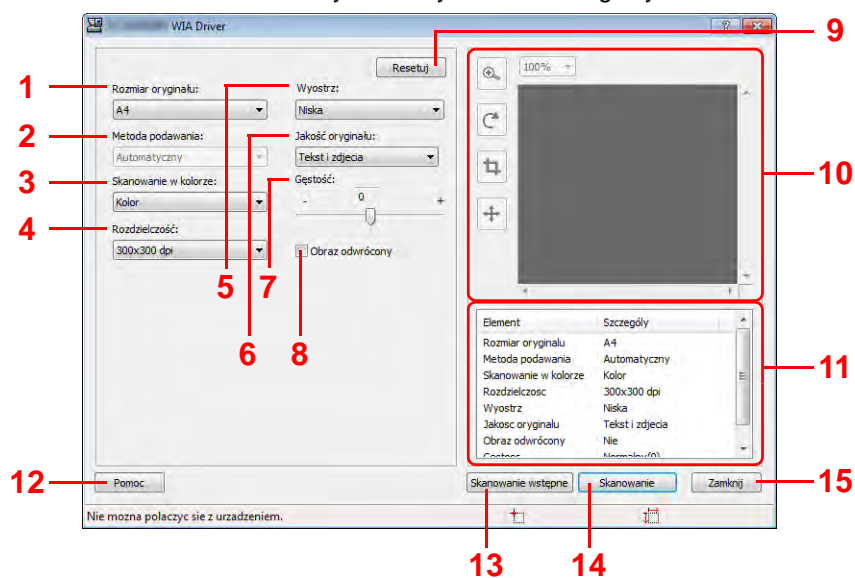 WIA Driver
9
Resetuj
1
Rozmiar oryginału:
5
Wyostrz:
A4
Niska
2
Metoda podawania:
6
Jakość oryginału:
Automatyczny
Tekst i zdjecia
3
Skanowanie w kolorze:
7
Gęstość:
Kolor
- 0 +
4
Rozdzielczość:
300x300 dpi
Obraz odwrócony
8
100%
10
Element Szczegóły
Rozmiar oryginalu A4
Metoda podawania Automatyczny
Skanowanie w kolorze Kolor
Rozdzielczosc 300x300 dpi
Wyostrz Niska
Jakosc oryginalu Tekst i zdjecia
Obraz odwrócony Nie
11
12
Pomoc
Skanowanie wstępne
Skanowanie
Zamknij
15
Nie mozna polaczyc sie z urzadzeniem.
13
14